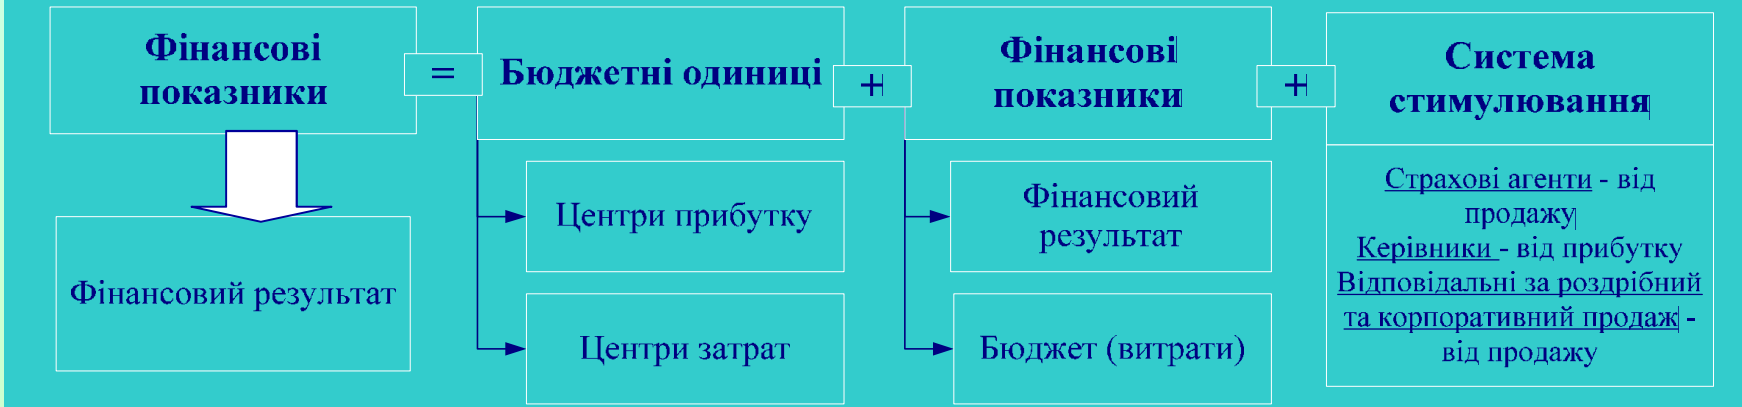 Фінансові
показники
=
Бюджетні одиниці
+
Фінансові
показники
+
Система
стимулювання
Фінансовий результат
Центри прибутку
Центри затрат
Фінансовий
результат
Бюджет (витрати)
Страхові агенти - від
продажу
Керівники - від прибутку
Відповідальні за роздрібний
та корпоративний продаж -
від продажу